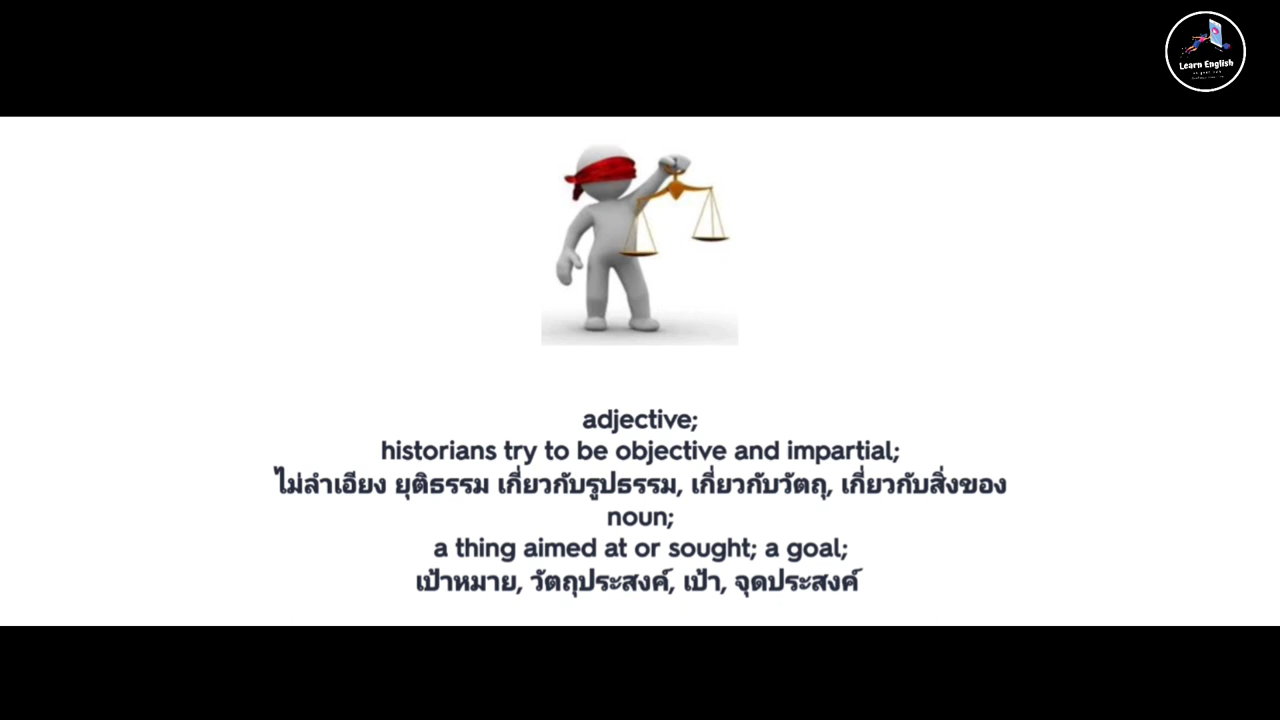 Learn English
adjective;
historians try to be objective and impartial;
ไม่ลำเอียง ยุติธรรม เกี่ยวกับรูปธรรม, เกี่ยวกับวัตถุ, เกี่ยวกับสิ่งของ
noun;
a thing aimed at or sought; a goal;
เป้าหมาย, วัตถุประสงค์, เป้า, จุดประสงค์